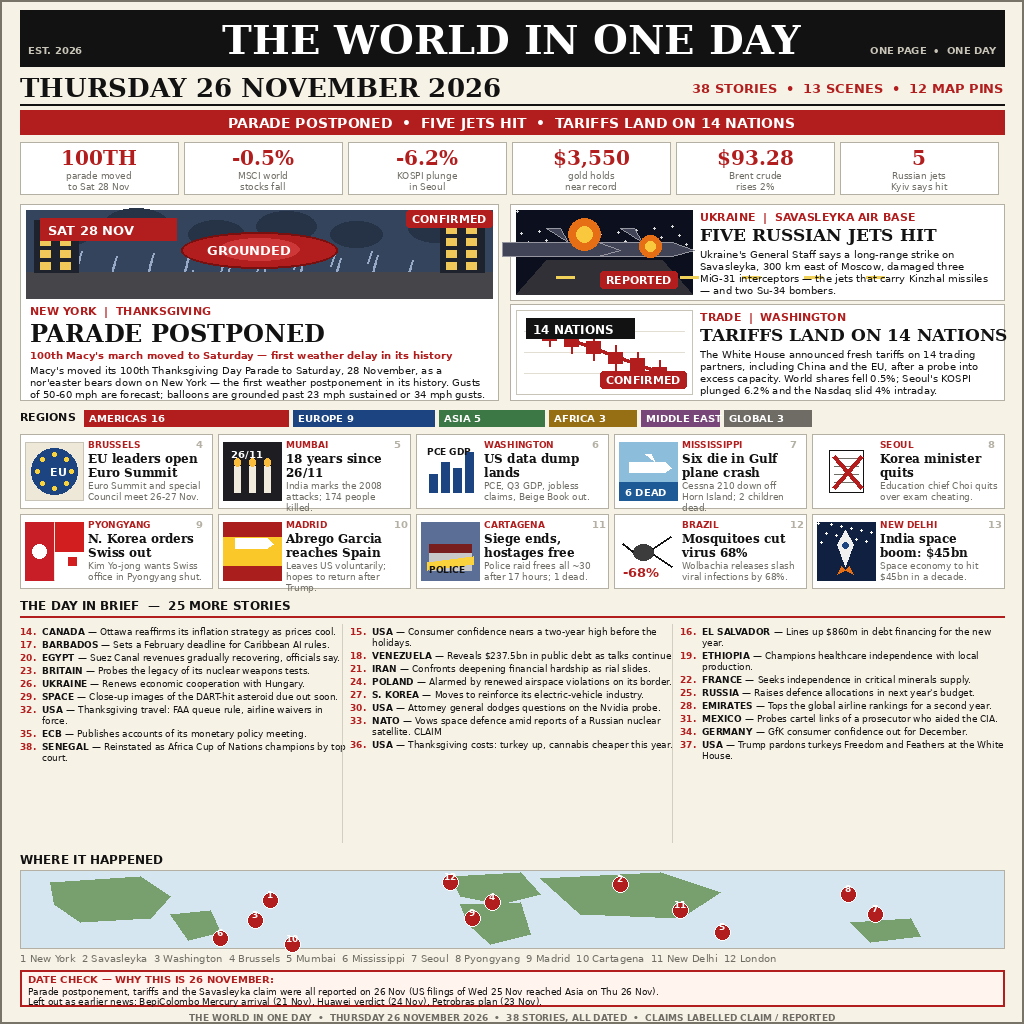 EST. 2026
THE WORLD IN ONE DAY
ONE PAGE • ONE DAY
THURSDAY 26 NOVEMBER 2026
38 STORIES • 13 SCENES • 12 MAP PINS
PARADE POSTPONED • FIVE JETS HIT • TARIFFS LAND ON 14 NATIONS
100TH
parade moved
to Sat 28 Nov
-0.5%
MSCI world
stocks fall
-6.2%
KOSPI plunge
in Seoul
$3,550
gold holds
near record
$93.28
Brent crude
rises 2%
5
Russian jets
Kyiv says hit
SAT 28 NOV
CONFIRMED
GROUNDED
NEW YORK | THANKSGIVING
PARADE POSTPONED
100th Macy's march moved to Saturday — first weather delay in its history
Macy's moved its 100th Thanksgiving Day Parade to Saturday, 28 November, as a
nor'easter bears down on New York — the first weather postponement in its history. Gusts
of 50-60 mph are forecast; balloons are grounded past 23 mph sustained or 34 mph gusts.
REPORTED
UKRAINE | SAVASLEYKA AIR BASE
FIVE RUSSIAN JETS HIT
Ukraine's General Staff says a long-range strike on
Savasleyka, 300 km east of Moscow, damaged three
MiG-31 interceptors — the jets that carry Kinzhal missiles
— and two Su-34 bombers.
14 NATIONS
CONFIRMED
TRADE | WASHINGTON
TARIFFS LAND ON 14 NATIONS
The White House announced fresh tariffs on 14 trading
partners, including China and the EU, after a probe into
excess capacity. World shares fell 0.5%; Seoul's KOSPI
plunged 6.2% and the Nasdaq slid 4% intraday.
REGIONS
AMERICAS 16
EUROPE 9
ASIA 5
AFRICA 3
MIDDLE EAST
GLOBAL 3
EU
BRUSSELS 4
EU leaders open
Euro Summit
Euro Summit and special
Council meet 26-27 Nov.
26/11
MUMBAI 5
18 years since
26/11
India marks the 2008
attacks; 174 people
killed.
PCE GDP
WASHINGTON 6
US data dump
lands
PCE, Q3 GDP, jobless
claims, Beige Book out.
6 DEAD
MISSISSIPPI 7
Six die in Gulf
plane crash
Cessna 210 down off
Horn Island; 2 children
dead.
SEOUL 8
Korea minister
quits
Education chief Choi quits
over exam cheating.
PYONGYANG 9
N. Korea orders
Swiss out
Kim Yo-jong wants Swiss
office in Pyongyang shut.
MADRID 10
Abrego Garcia
reaches Spain
Leaves US voluntarily;
hopes to return after
Trump.
POLICE
CARTAGENA 11
Siege ends,
hostages free
Police raid frees all ~30
after 17 hours; 1 dead.
-68%
BRAZIL 12
Mosquitoes cut
virus 68%
Wolbachia releases slash
viral infections by 68%.
NEW DELHI 13
India space
boom: $45bn
Space economy to hit
$45bn in a decade.
THE DAY IN BRIEF — 25 MORE STORIES
14. CANADA — Ottawa reaffirms its inflation strategy as prices cool.
17. BARBADOS — Sets a February deadline for Caribbean AI rules.
20. EGYPT — Suez Canal revenues gradually recovering, officials say.
23. BRITAIN — Probes the legacy of its nuclear weapons tests.
26. UKRAINE — Renews economic cooperation with Hungary.
29. SPACE — Close-up images of the DART-hit asteroid due out soon.
32. USA — Thanksgiving travel: FAA queue rule, airline waivers in
force.
35. ECB — Publishes accounts of its monetary policy meeting.
38. SENEGAL — Reinstated as Africa Cup of Nations champions by top
court.
15. USA — Consumer confidence nears a two-year high before the
holidays.
18. VENEZUELA — Reveals $237.5bn in public debt as talks continue.
21. IRAN — Confronts deepening financial hardship as rial slides.
24. POLAND — Alarmed by renewed airspace violations on its border.
27. S. KOREA — Moves to reinforce its electric-vehicle industry.
30. USA — Attorney general dodges questions on the Nvidia probe.
33. NATO — Vows space defence amid reports of a Russian nuclear
satellite. CLAIM
36. USA — Thanksgiving costs: turkey up, cannabis cheaper this year.
16. EL SALVADOR — Lines up $860m in debt financing for the new
year.
19. ETHIOPIA — Champions healthcare independence with local
production.
22. FRANCE — Seeks independence in critical minerals supply.
25. RUSSIA — Raises defence allocations in next year's budget.
28. EMIRATES — Tops the global airline rankings for a second year.
31. MEXICO — Probes cartel links of a prosecutor who aided the CIA.
34. GERMANY — GfK consumer confidence out for December.
37. USA — Trump pardons turkeys Freedom and Feathers at the White
House.
WHERE IT HAPPENED
12
2
1
4
8
11
3
9
7
6
5
10
1 New York 2 Savasleyka 3 Washington 4 Brussels 5 Mumbai 6 Mississippi 7 Seoul 8 Pyongyang 9 Madrid 10 Cartagena 11 New Delhi 12 London
DATE CHECK — WHY THIS IS 26 NOVEMBER:
Parade postponement, tariffs and the Savasleyka claim were all reported on 26 Nov (US filings of Wed 25 Nov reached Asia on Thu 26 Nov).
Left out as earlier news: BepiColombo Mercury arrival (21 Nov), Huawei verdict (24 Nov), Petrobras plan (23 Nov).
THE WORLD IN ONE DAY • THURSDAY 26 NOVEMBER 2026 • 38 STORIES, ALL DATED • CLAIMS LABELLED CLAIM / REPORTED